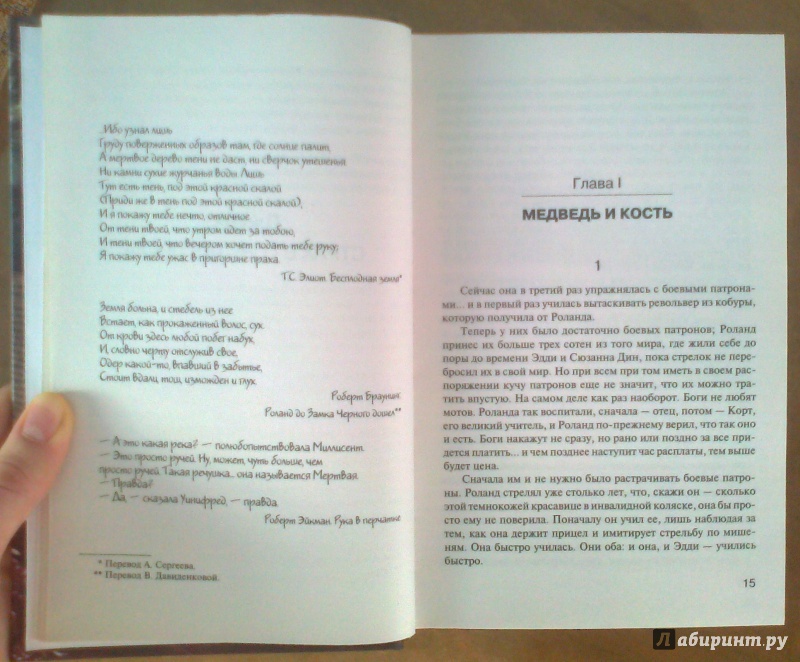 ...Ибо узнал лишь
Груду поверженных образов там, где солнце палит,
А мертвое дерево тени не даст, ни сверчок утешенья
Ни камни сухие журчанья воды. Лишь
Тут есть тень, под этой красной скалой
(Приди же в тень под этой красной скалой),
И я покажу тебе нечто, отличное
От тени твоей, что утром идет за тобою,
И тени твоей, что вечером хочет подать тебе руку;
Я покажу тебе ужас в пригоршне праха.
Т.С. Элиот. Бесплодная земля*
Земля больна, и стебель из нее
Встает, как прокаженный волос, сух.
От крови здесь любой побег набух,
И, словно черту отслужив свое,
Одер какой-то, впавший в забытье,
Стоит вдали, тощ, изможден и глух.
Роберт Браунинг.
Роланд до Замка Черного дошел**
— А это какая река? — полюбопытствовала Миллисент.
— Это просто ручей. Ну, может, чуть больше, чем
просто ручей. Такая речушка... она называется Мертвая.
— Правда?
— Да, — сказала Уинифред, — правда.
Роберт Эйкман. Рука в перчатке
* Перевод А. Сергеева.
** Перевод В. Давиденковой.
Глава I
МЕДВЕДЬ И КОСТЬ
1
Сейчас она в третий раз упражнялась с боевыми патрона-
ми... и в первый раз училась вытаскивать револьвер из кобуры,
которую получила от Роланда.
Теперь у них было достаточно боевых патронов; Роланд
принес их больше трех сотен из того мира, где жили себе до
поры до времени Эдди и Сюзанна Дин, пока стрелок не пере-
бросил их в свой мир. Но при всем при том иметь в своем рас-
поряжении кучу патронов еще не значит, что их можно тра-
тить впустую. На самом деле как раз наоборот. Боги не любят
мотов. Роланда так воспитали, сначала — отец, потом — Корт,
его великий учитель, и Роланд по-прежнему верил, что так оно
и есть. Боги накажут не сразу, но рано или поздно за все при-
дется платить... и чем позднее наступит час расплаты, тем выше
будет цена.
Сначала им и не нужно было растрачивать боевые патро-
ны. Роланд стрелял уже столько лет, что, скажи он — сколько
этой темнокожей красавице в инвалидной коляске, она бы про-
сто ему не поверила. Поначалу он учил ее, лишь наблюдая за
тем, как она держит прицел и имитирует стрельбу по мише-
ням. Она быстро училась. Они оба: и она, и Эдди — учились
быстро.
15
Лабиринт.ру